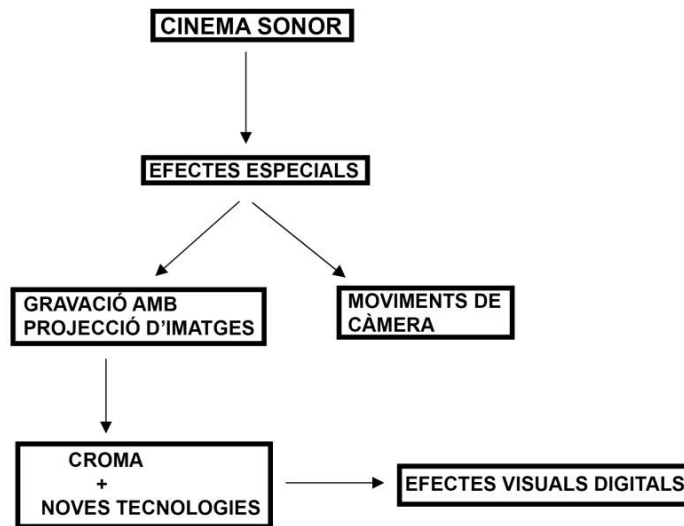 CINEMA SONOR
EFECTES ESPECIALS
GRAVACIÓ AMB
PROJECCIÓ D'IMATGES
MOVIMENTS DE
CÀMERA
CROMA
+
NOVES TECNOLOGIES
EFECTES VISUALS DIGITALS